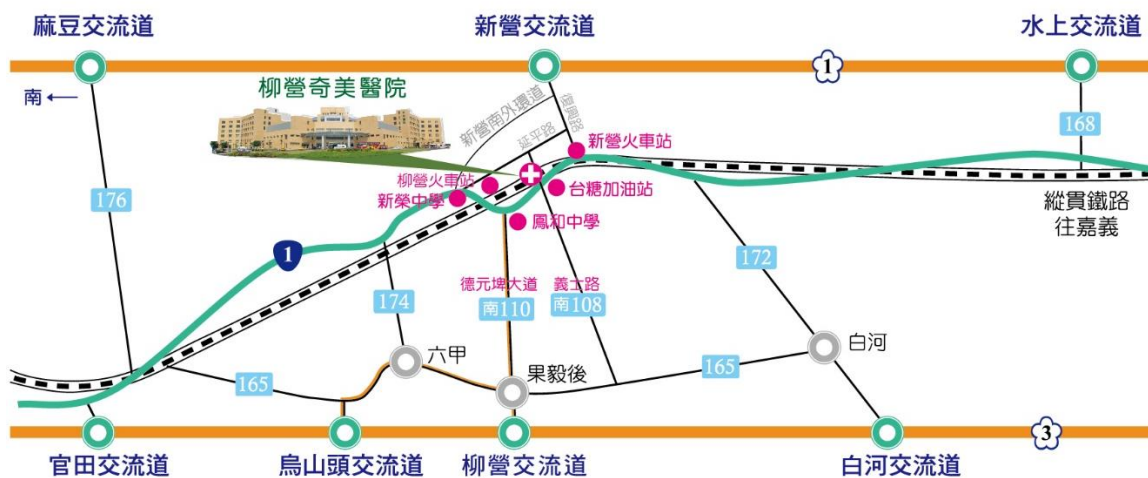 麻豆交流道
新營交流道
水上交流道
1
南←
柳營奇美醫院
新營南外環道
延平路
復興路
168
新營火車站
柳營火車站
新榮中學
台糖加油站
176
鳳和中學
縱貫鐵路
往嘉義
1
172
德元埤大道
義士路
174
南110
南108
六甲
果毅後
白河
165
165
3
官田交流道
烏山頭交流道
柳營交流道
白河交流道